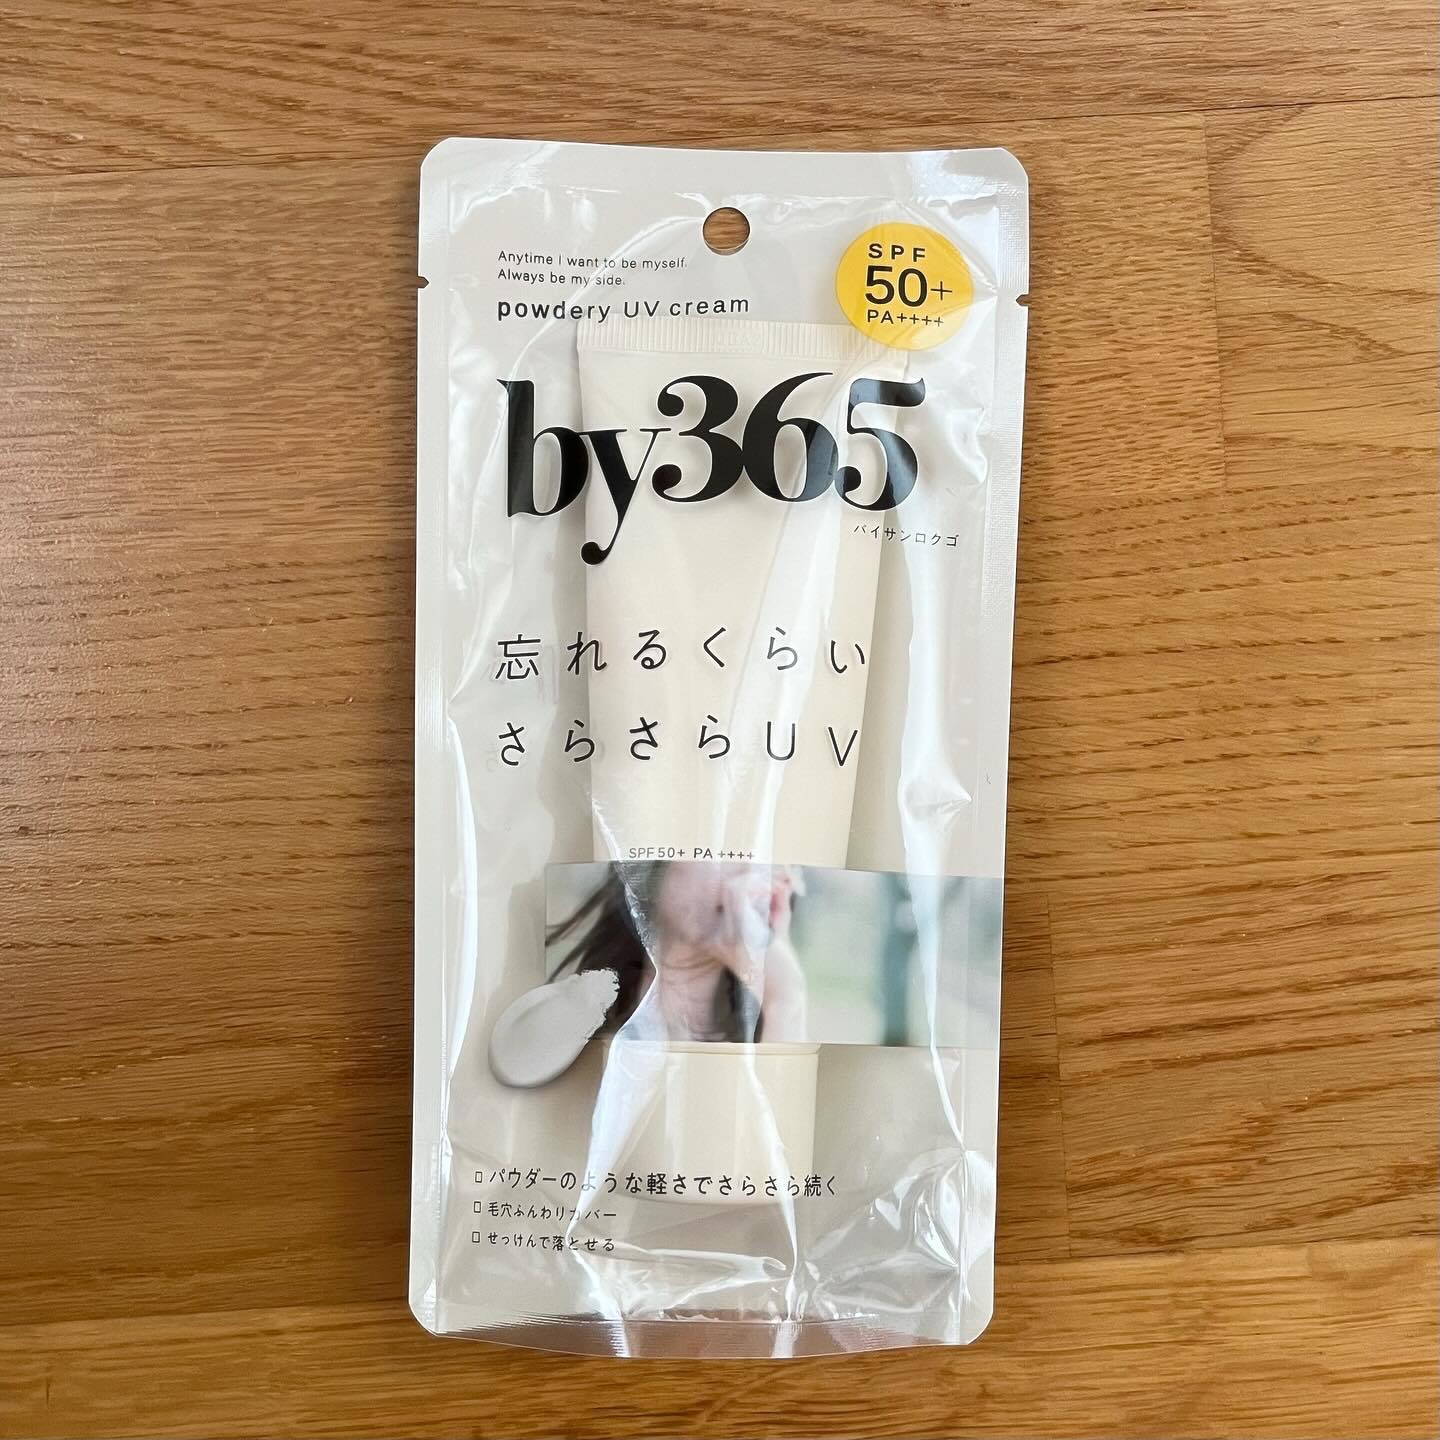 Anytime I want to be myself.
Always be my side.
powdery UV cream
SPF
50+
PA++++
by365
バイサンロクゴ
忘れるくらい
さらさらUV
SPF50+ PA++++
パウダーのような軽さでさらさら続く
毛穴ふんわりカバー
せっけんで落とせる